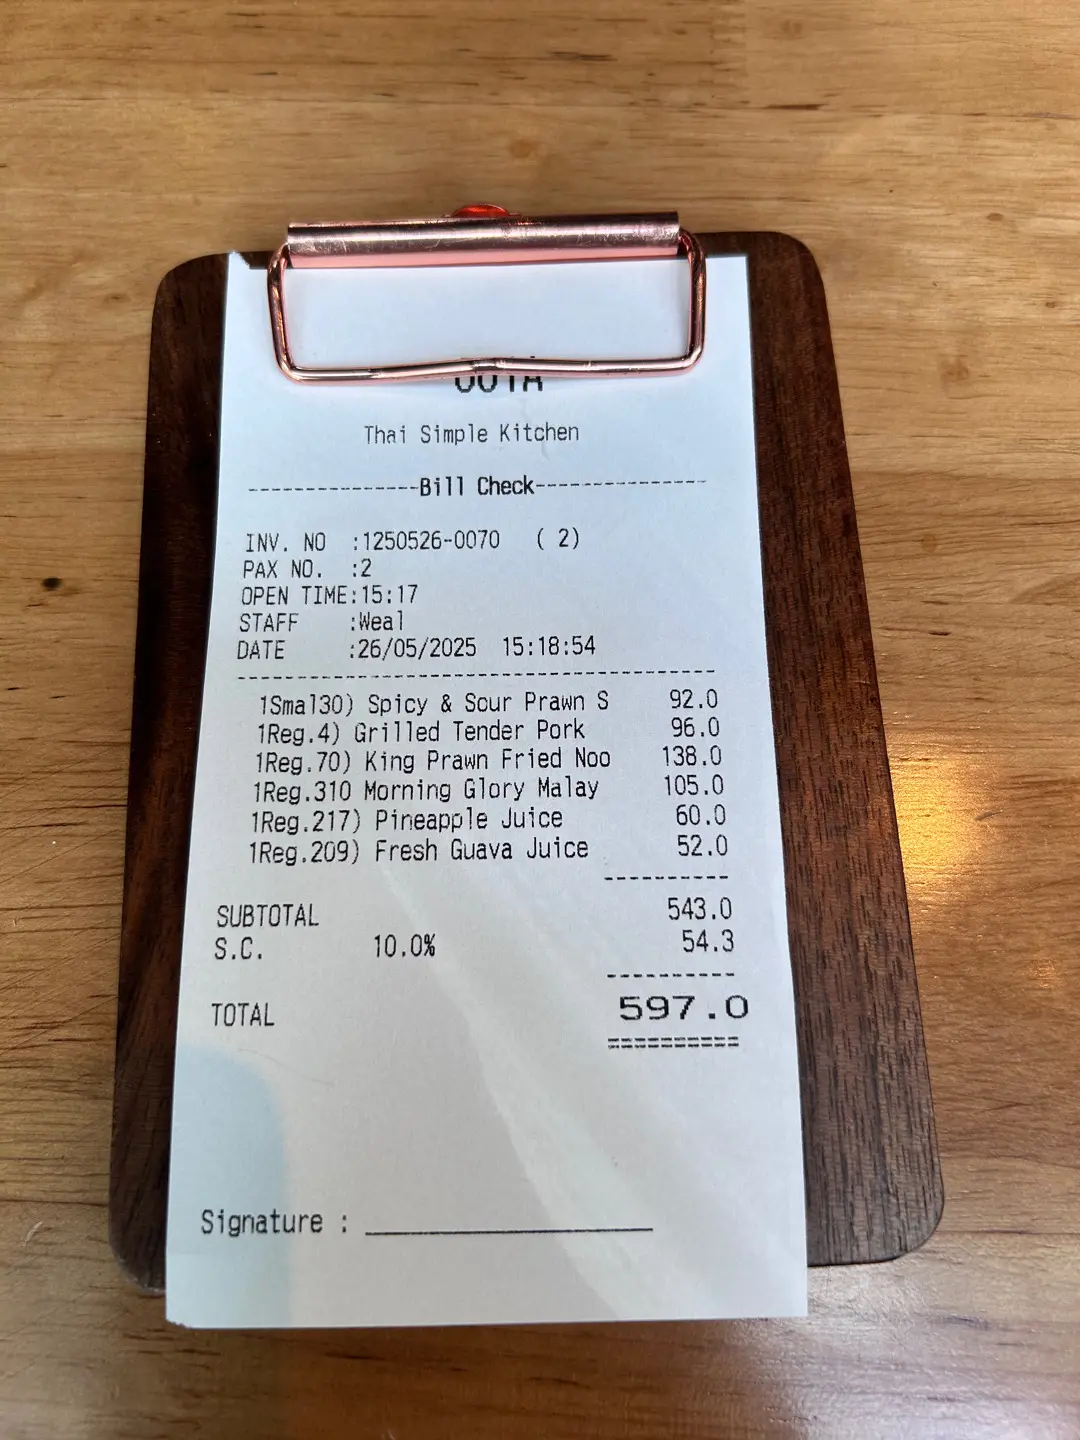 Thai Simple Kitchen
---------------Bill Check---------------
INV. NO :1250526-0070 ( 2)
PAX NO. :2
OPEN TIME:15:17
STAFF :Weal
DATE :26/05/2025 15:18:54
1Smal30) Spicy & Sour Prawn S 92.0
1Reg.4) Grilled Tender Pork 96.0
1Reg.70) King Prawn Fried Noo 138.0
1Reg.310 Morning Glory Malay 105.0
1Reg.217) Pineapple Juice 60.0
1Reg.209) Fresh Guava Juice 52.0
SUBTOTAL 543.0
S.C. 10.0% 54.3
TOTAL 597.0
Signature :